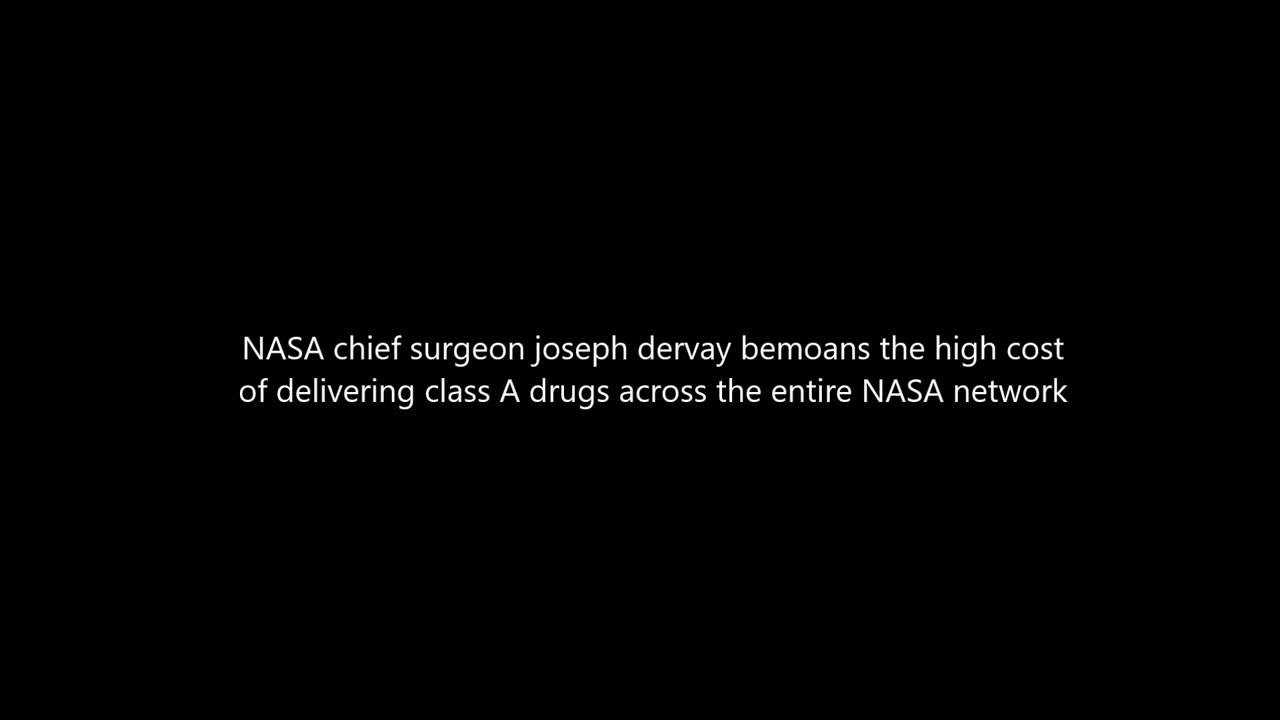 NASA chief surgeon joseph dervay bemoans the high cost
of delivering class A drugs across the entire NASA network